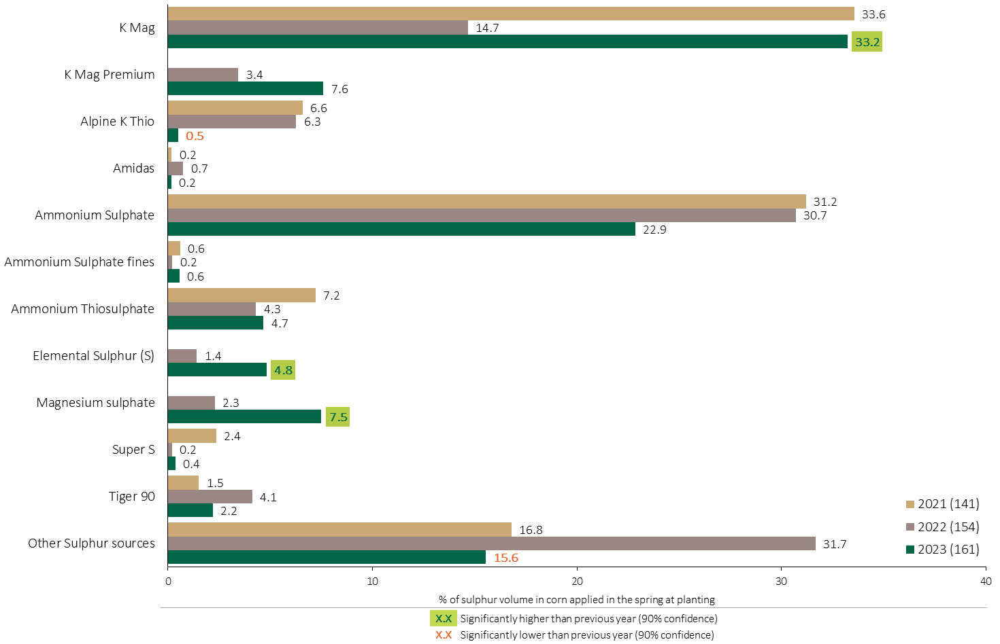 K Mag
33.6
14.7
33.2
K Mag Premium
3.4
7.6
Alpine K Thio
6.6
6.3
0.5
Amidas
0.2
0.7
0.2
Ammonium Sulphate
31.2
30.7
22.9
Ammonium Sulphate fines
0.6
0.2
0.6
Ammonium Thiosulphate
7.2
4.3
4.7
Elemental Sulphur (S)
1.4
4.8
Magnesium sulphate
2.3
7.5
Super S
2.4
0.2
0.4
Tiger 90
1.5
4.1
2.2
Other Sulphur sources
16.8
31.7
15.6
2021 (141)
2022 (154)
2023 (161)
0 10 20 30 40
% of sulphur volume in corn applied in the spring at planting
X.X Significantly higher than previous year (90% confidence)
X.X Significantly lower than previous year (90% confidence)